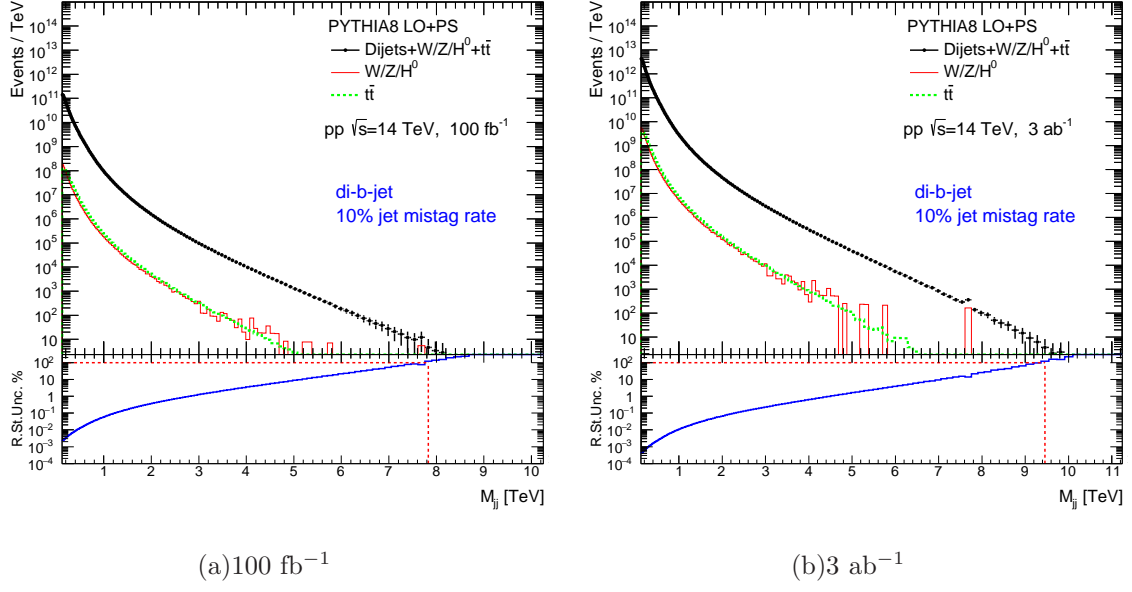 Events / TeV
10¹⁴
10¹³
10¹²
10¹¹
10¹⁰
10⁹
10⁸
10⁷
10⁶
10⁵
10⁴
10³
10²
10
PYTHIA8 LO+PS
Dijets+W/Z/H⁰+tt̄
W/Z/H⁰
tt̄
pp √s=14 TeV, 100 fb⁻¹
di-b-jet
10% jet mistag rate
R.St.Unc. %
10²
10
1
10⁻¹
10⁻²
10⁻³
10⁻⁴
1 2 3 4 5 6 7 8 9 10
M_jj [TeV]
(a)100 fb⁻¹
Events / TeV
10¹⁴
10¹³
10¹²
10¹¹
10¹⁰
10⁹
10⁸
10⁷
10⁶
10⁵
10⁴
10³
10²
10
PYTHIA8 LO+PS
Dijets+W/Z/H⁰+tt̄
W/Z/H⁰
tt̄
pp √s=14 TeV, 3 ab⁻¹
di-b-jet
10% jet mistag rate
R.St.Unc. %
10²
10
1
10⁻¹
10⁻²
10⁻³
10⁻⁴
1 2 3 4 5 6 7 8 9 10 11
M_jj [TeV]
(b)3 ab⁻¹